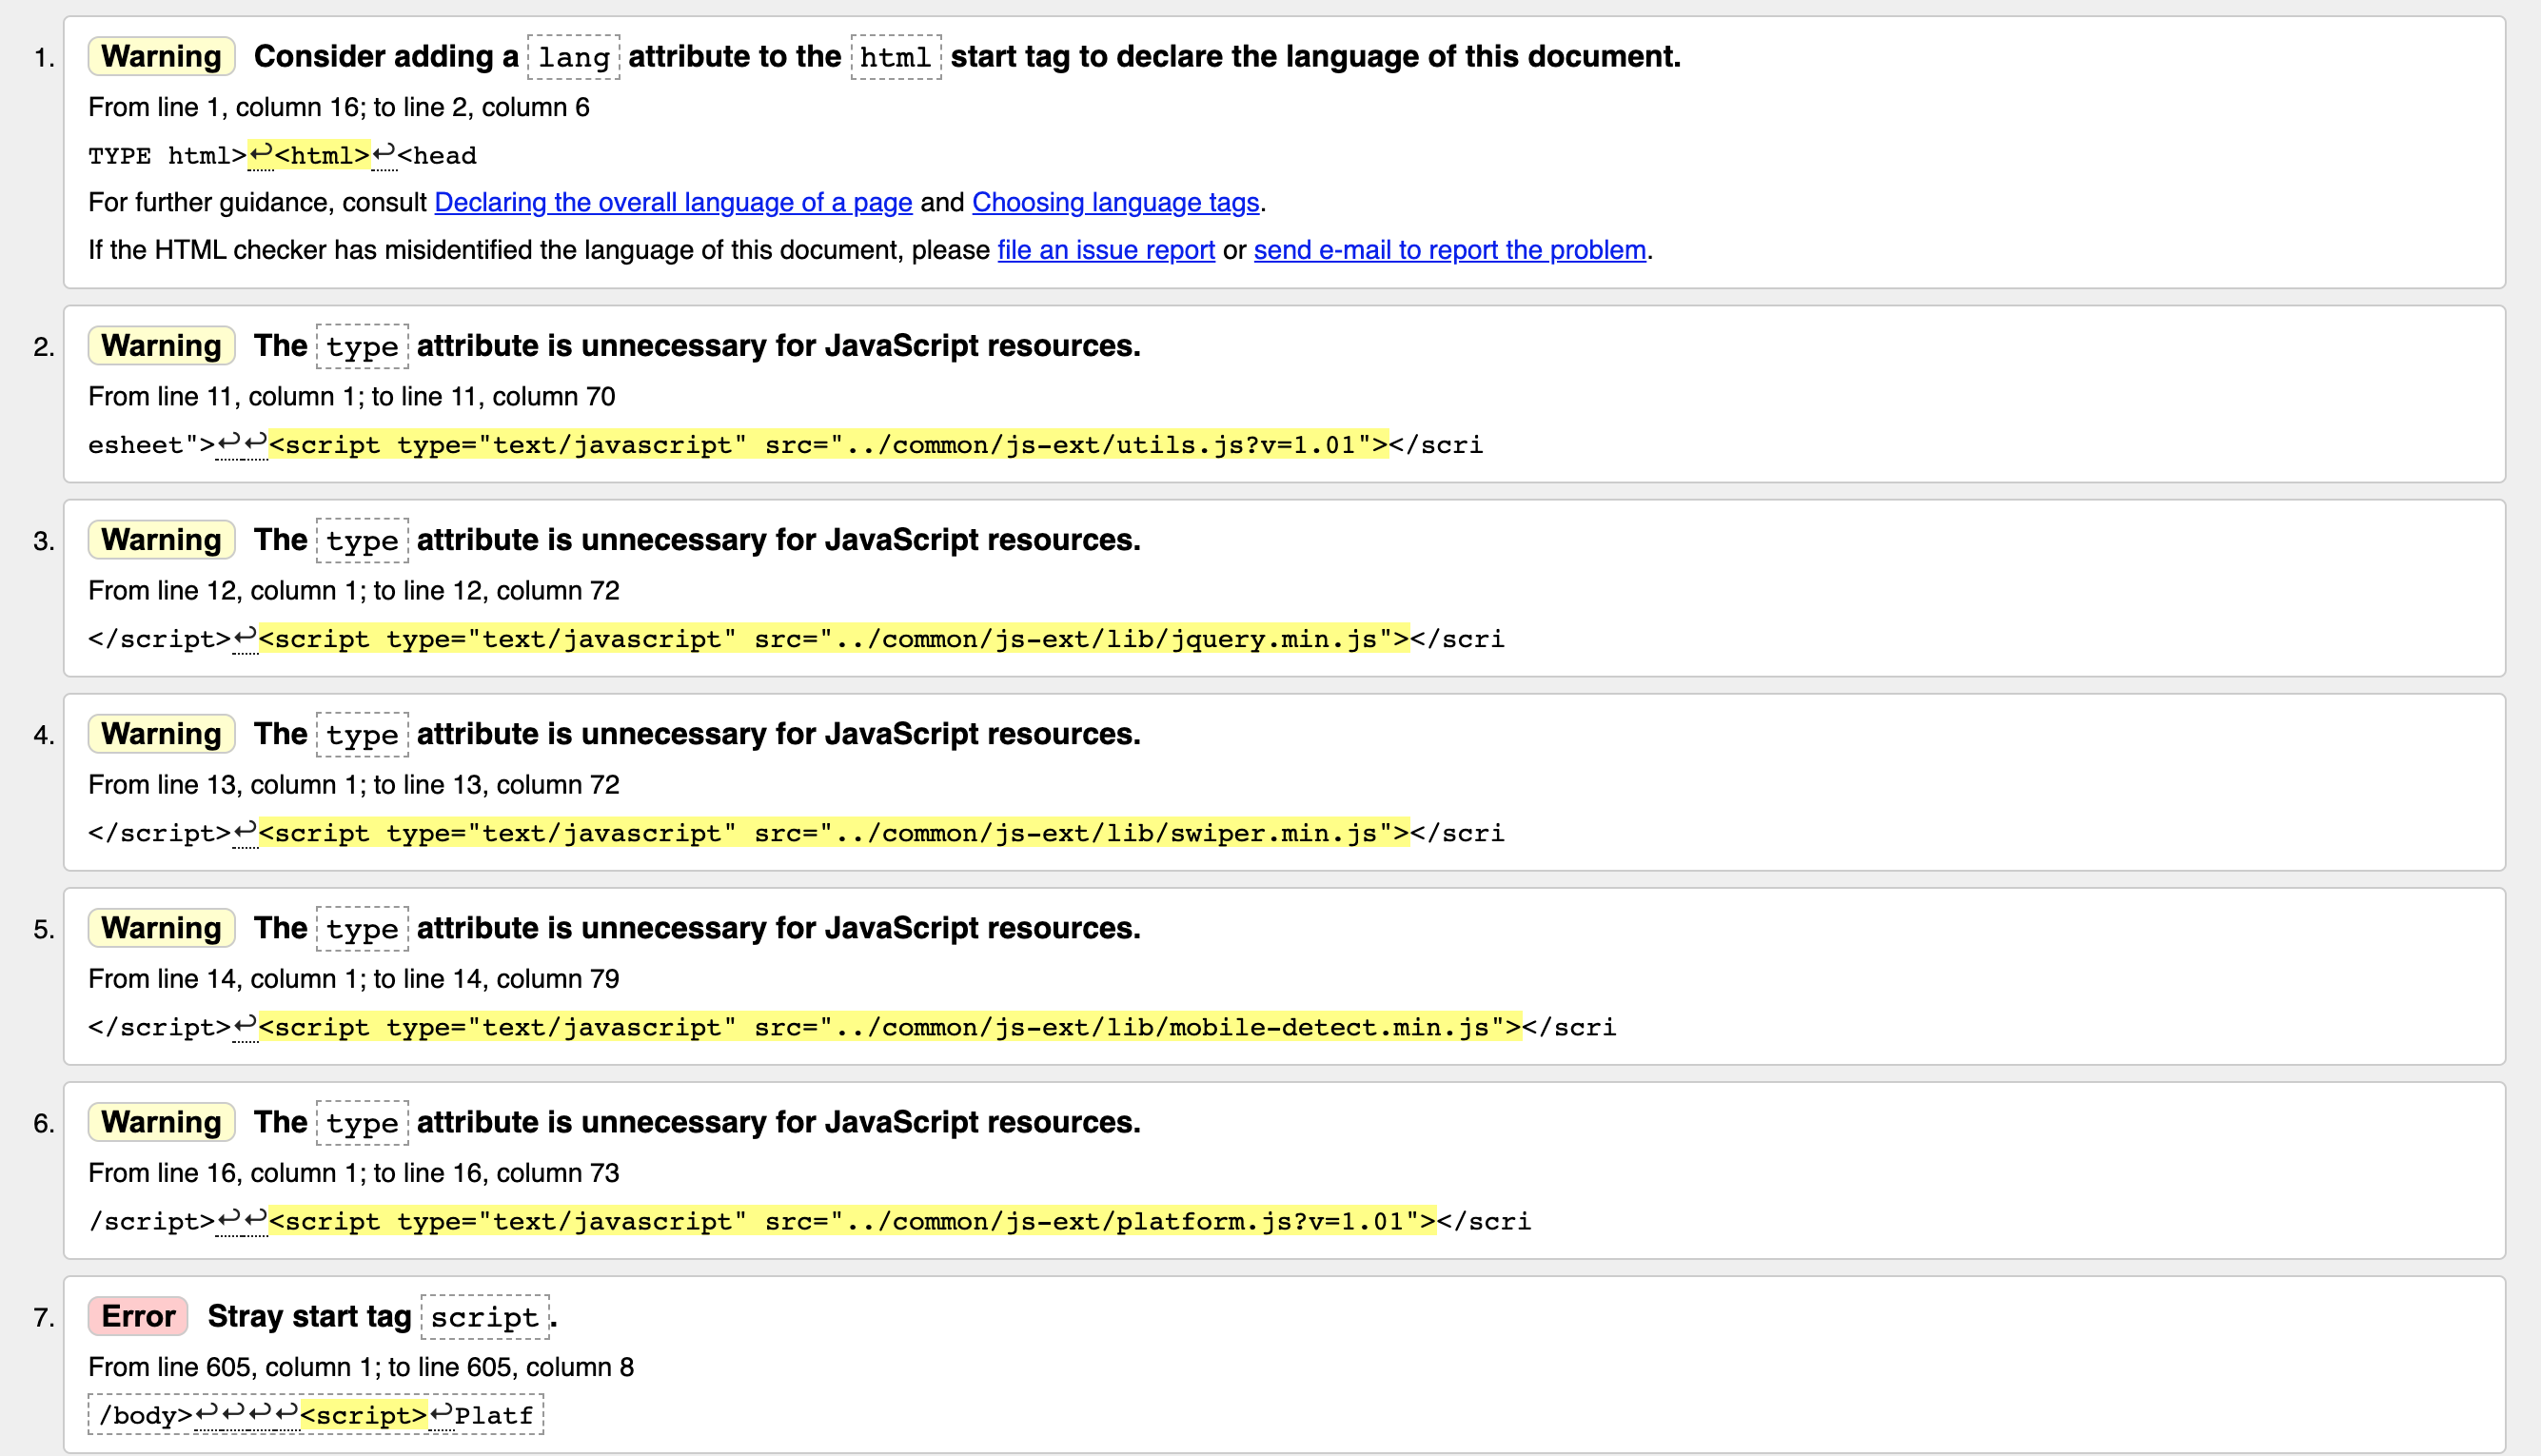 1. Warning Consider adding a lang attribute to the html start tag to declare the language of this document.
From line 1, column 16; to line 2, column 6
TYPE html>↩<html>↩<head
For further guidance, consult Declaring the overall language of a page and Choosing language tags.
If the HTML checker has misidentified the language of this document, please file an issue report or send e-mail to report the problem.
2. Warning The type attribute is unnecessary for JavaScript resources.
From line 11, column 1; to line 11, column 70
esheet">↩↩<script type="text/javascript" src="../common/js-ext/utils.js?v=1.01"></scri
3. Warning The type attribute is unnecessary for JavaScript resources.
From line 12, column 1; to line 12, column 72
</script>↩<script type="text/javascript" src="../common/js-ext/lib/jquery.min.js"></scri
4. Warning The type attribute is unnecessary for JavaScript resources.
From line 13, column 1; to line 13, column 72
</script>↩<script type="text/javascript" src="../common/js-ext/lib/swiper.min.js"></scri
5. Warning The type attribute is unnecessary for JavaScript resources.
From line 14, column 1; to line 14, column 79
</script>↩<script type="text/javascript" src="../common/js-ext/lib/mobile-detect.min.js"></scri
6. Warning The type attribute is unnecessary for JavaScript resources.
From line 16, column 1; to line 16, column 73
/script>↩↩<script type="text/javascript" src="../common/js-ext/platform.js?v=1.01"></scri
7. Error Stray start tag script.
From line 605, column 1; to line 605, column 8
/body>↩↩↩↩<script>↩Platf